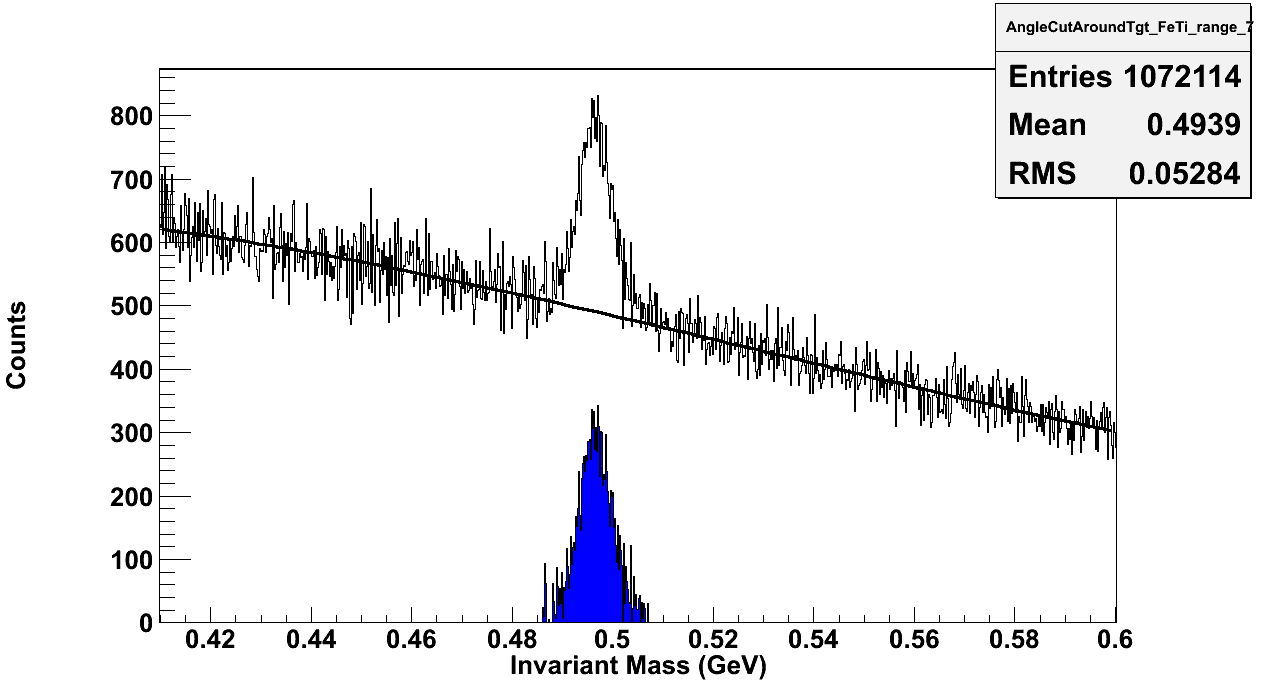 AngleCutAroundTgt_FeTi_range_7
Entries 1072114
Mean 0.4939
RMS 0.05284
800
700
600
500
400
300
200
100
0
Counts
0.42 0.44 0.46 0.48 0.5 0.52 0.54 0.56 0.58 0.6
Invariant Mass (GeV)